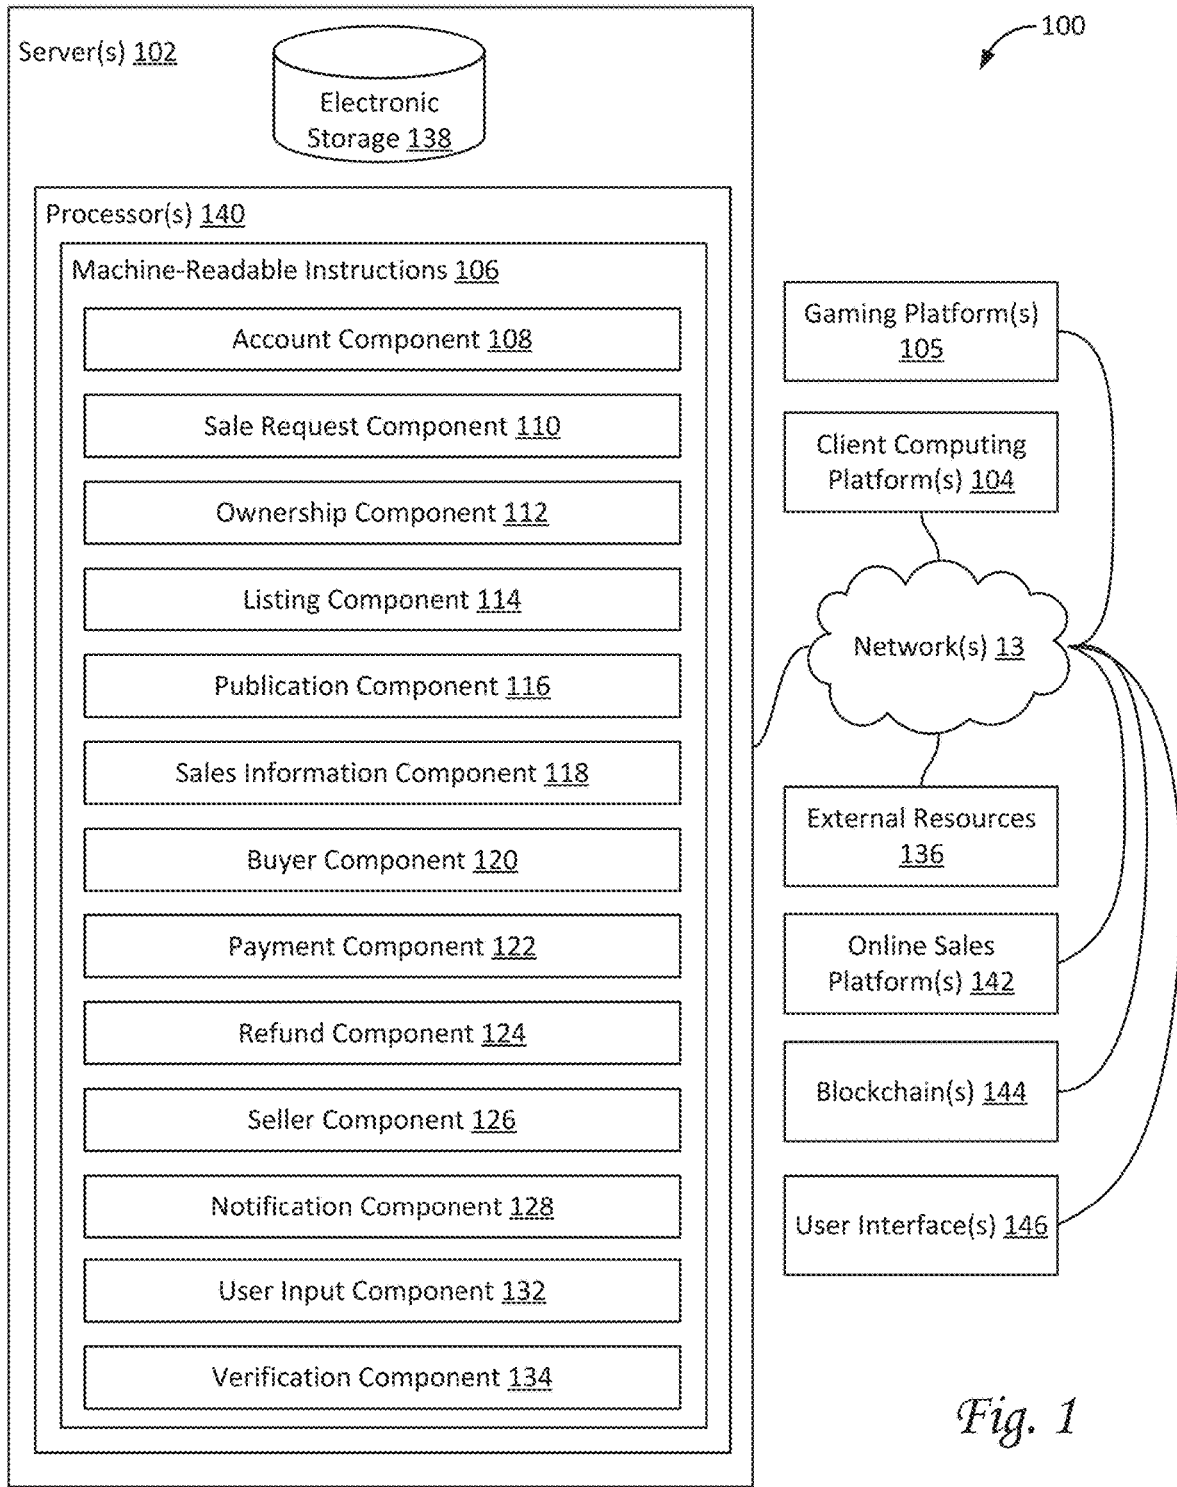 100
Server(s) 102
Electronic
Storage 138
Processor(s) 140
Machine-Readable Instructions 106
Account Component 108
Sale Request Component 110
Ownership Component 112
Listing Component 114
Publication Component 116
Sales Information Component 118
Buyer Component 120
Payment Component 122
Refund Component 124
Seller Component 126
Notification Component 128
User Input Component 132
Verification Component 134
Gaming Platform(s)
105
Client Computing
Platform(s) 104
Network(s) 13
External Resources
136
Online Sales
Platform(s) 142
Blockchain(s) 144
User Interface(s) 146
Fig. 1